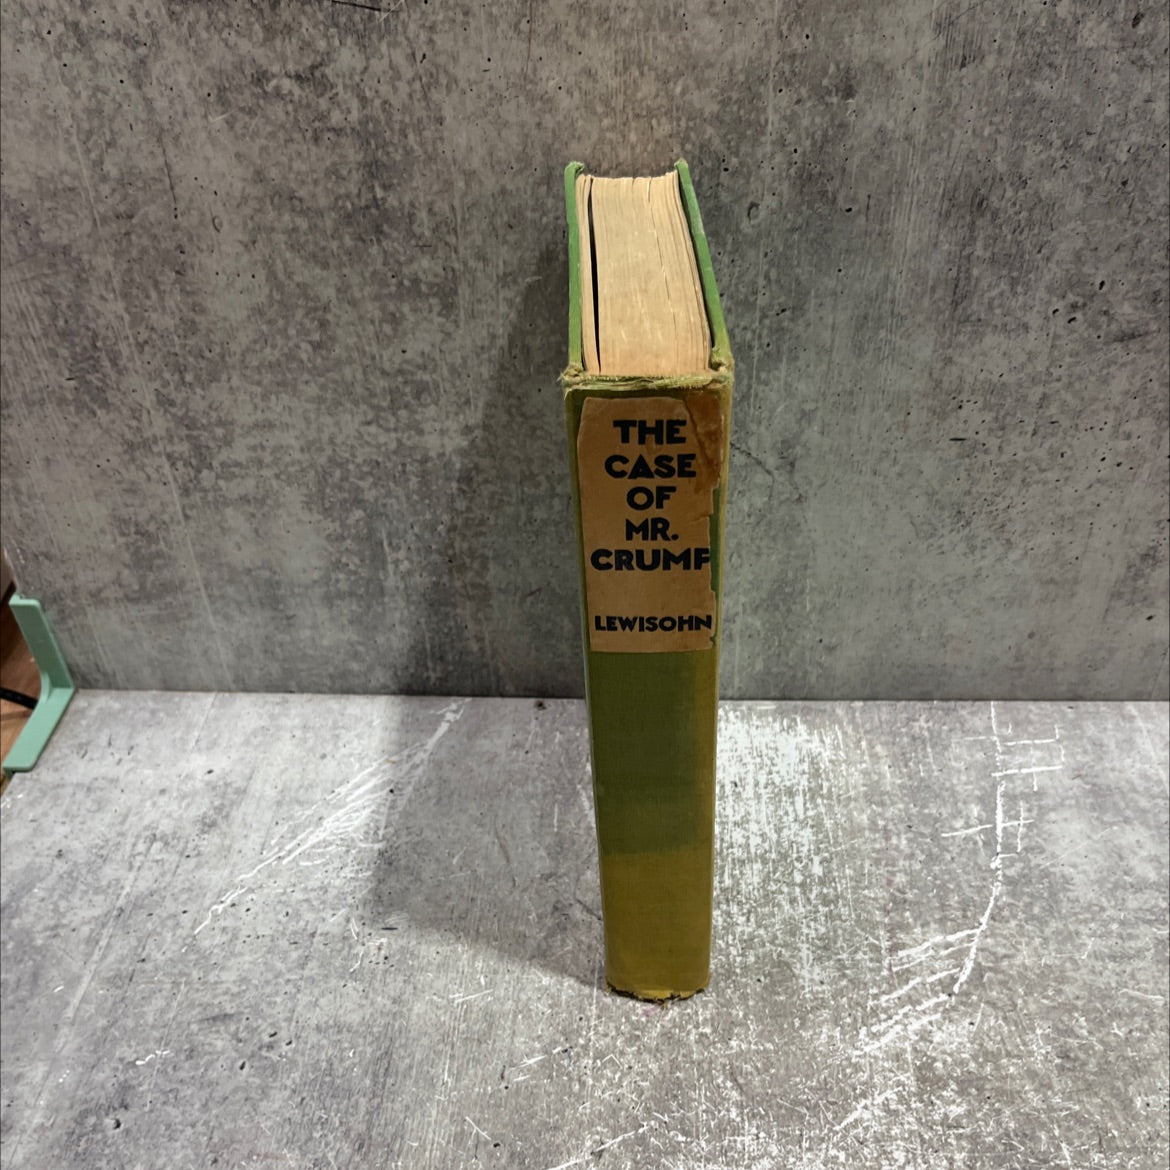 THE
CASE
OF
MR.
CRUMP
LEWISOHN